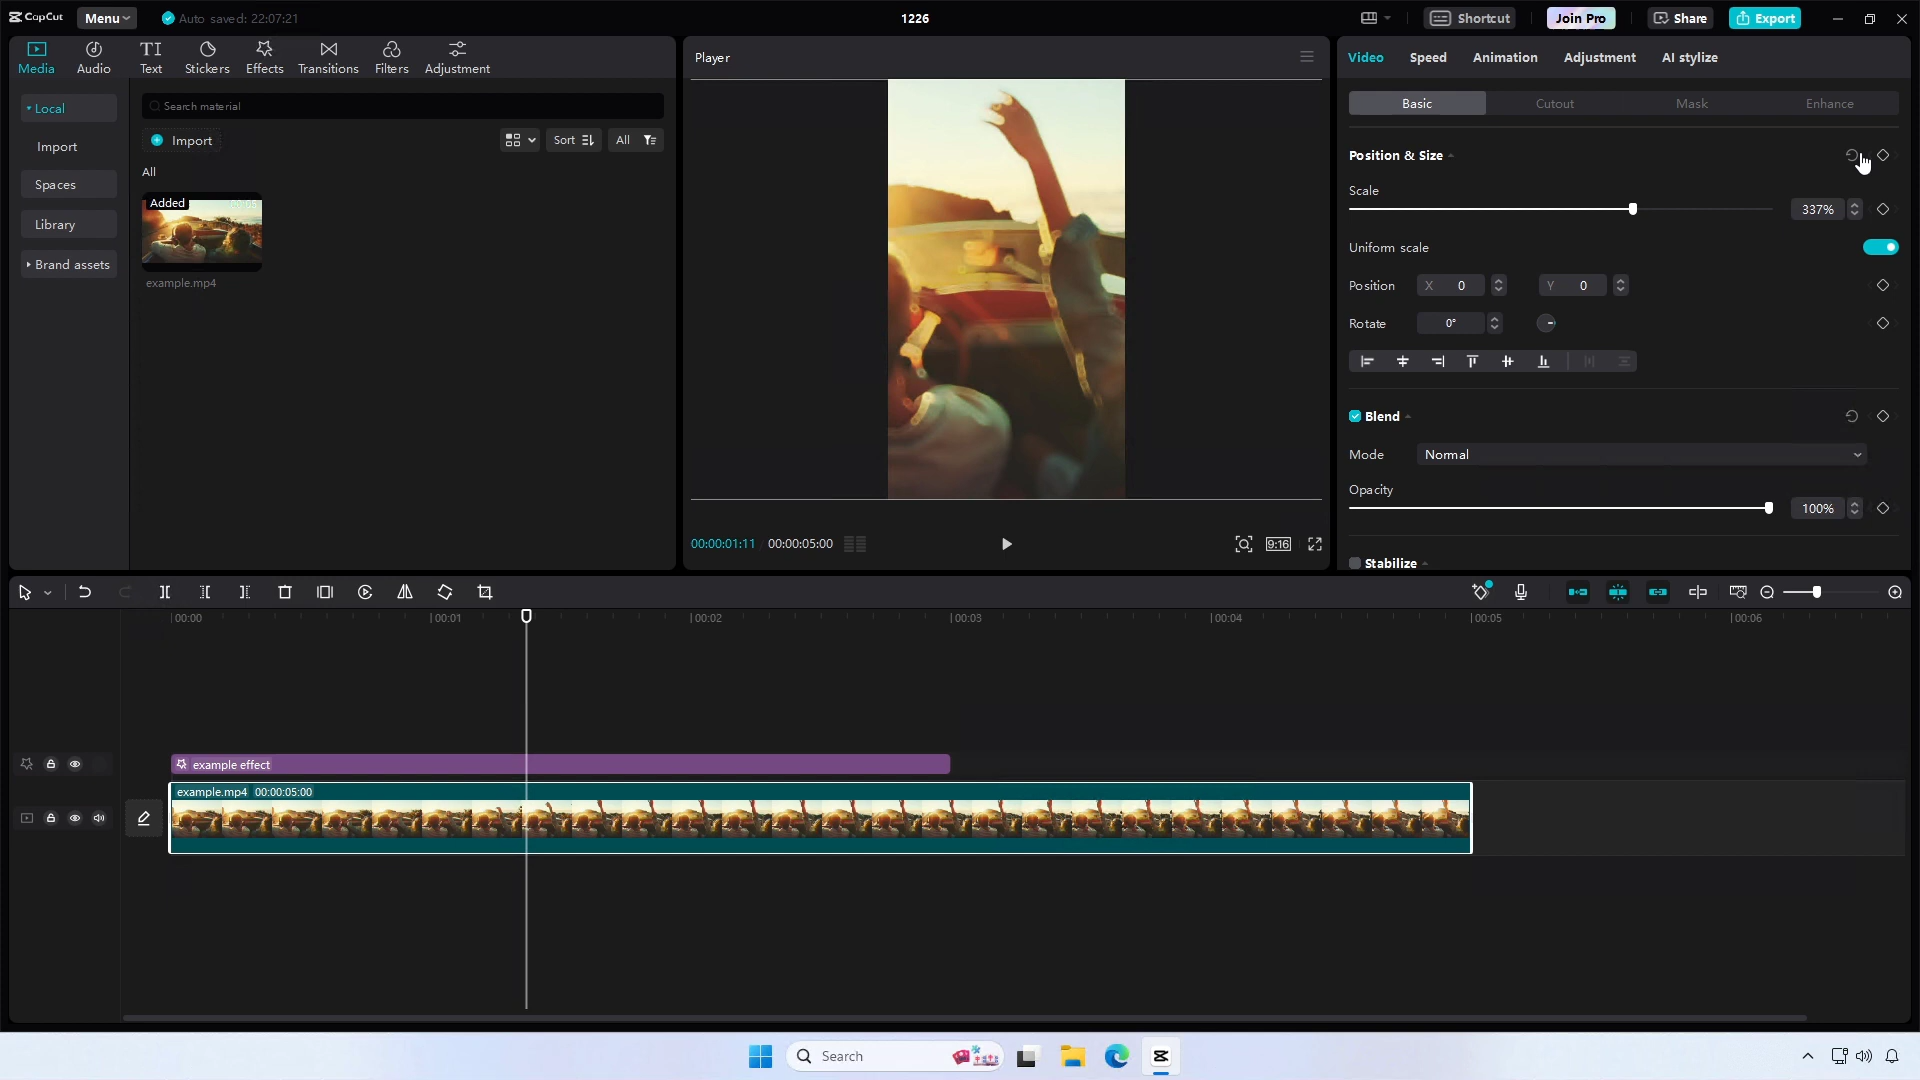 CapCut Menu Auto saved: 22:07:21 1226 Shortcut Join Pro Share Export
Media Audio Text Stickers Effects Transitions Filters Adjustment
Local
Import
Spaces
Library
Brand assets
Search material
Import Sort All
All
Added
example.mp4
Player
00:00:01:11 00:00:05:00 9:16
Video Speed Animation Adjustment AI stylize
Basic Cutout Mask Enhance
Position & Size
Scale
337%
Uniform scale
Position X 0 Y 0
Rotate 0°
Blend
Mode Normal
Opacity
100%
Stabilize
00:00 00:01 00:02 00:03 00:04 00:05 00:06
example effect
example.mp4 00:00:05:00
Search